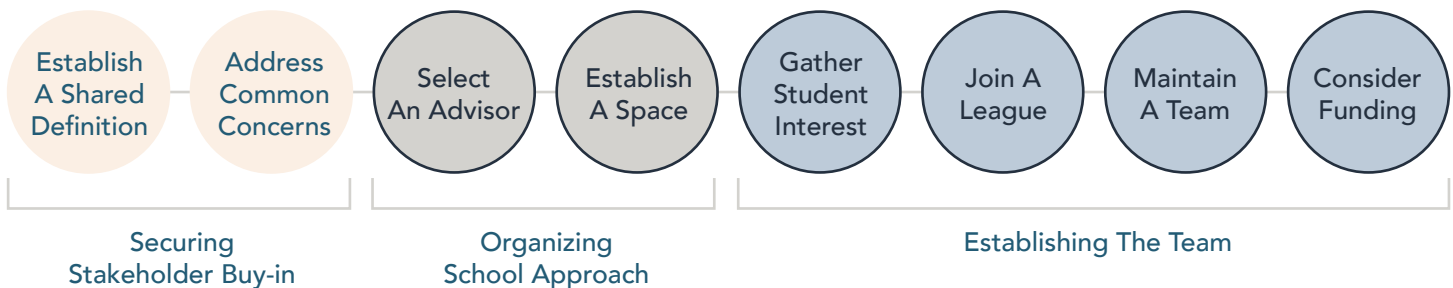 Establish
A Shared
Definition
Address
Common
Concerns
Select
An Advisor
Establish
A Space
Gather
Student
Interest
Join A
League
Maintain
A Team
Consider
Funding
Securing
Stakeholder Buy-in
Organizing
School Approach
Establishing The Team